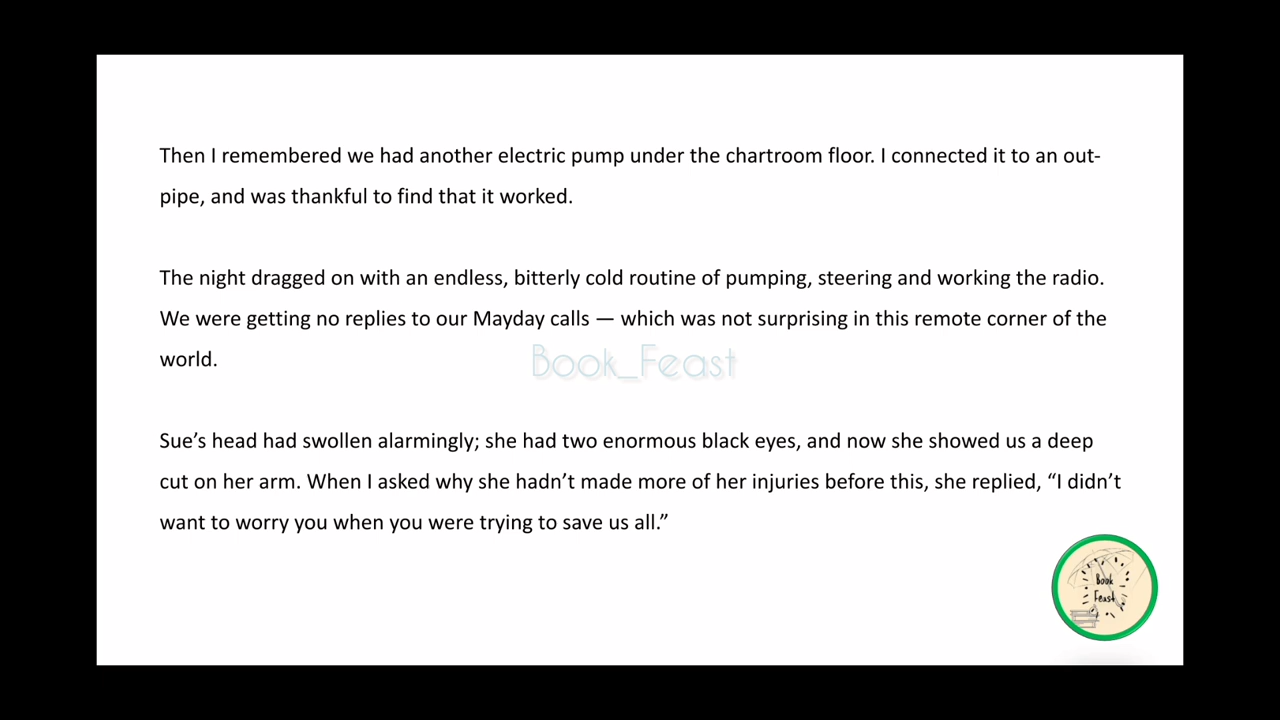 Then I remembered we had another electric pump under the chartroom floor. I connected it to an out-
pipe, and was thankful to find that it worked.
The night dragged on with an endless, bitterly cold routine of pumping, steering and working the radio.
We were getting no replies to our Mayday calls — which was not surprising in this remote corner of the
world.
Book_Feast
Sue’s head had swollen alarmingly; she had two enormous black eyes, and now she showed us a deep
cut on her arm. When I asked why she hadn’t made more of her injuries before this, she replied, “I didn’t
want to worry you when you were trying to save us all.”
Book
Feast